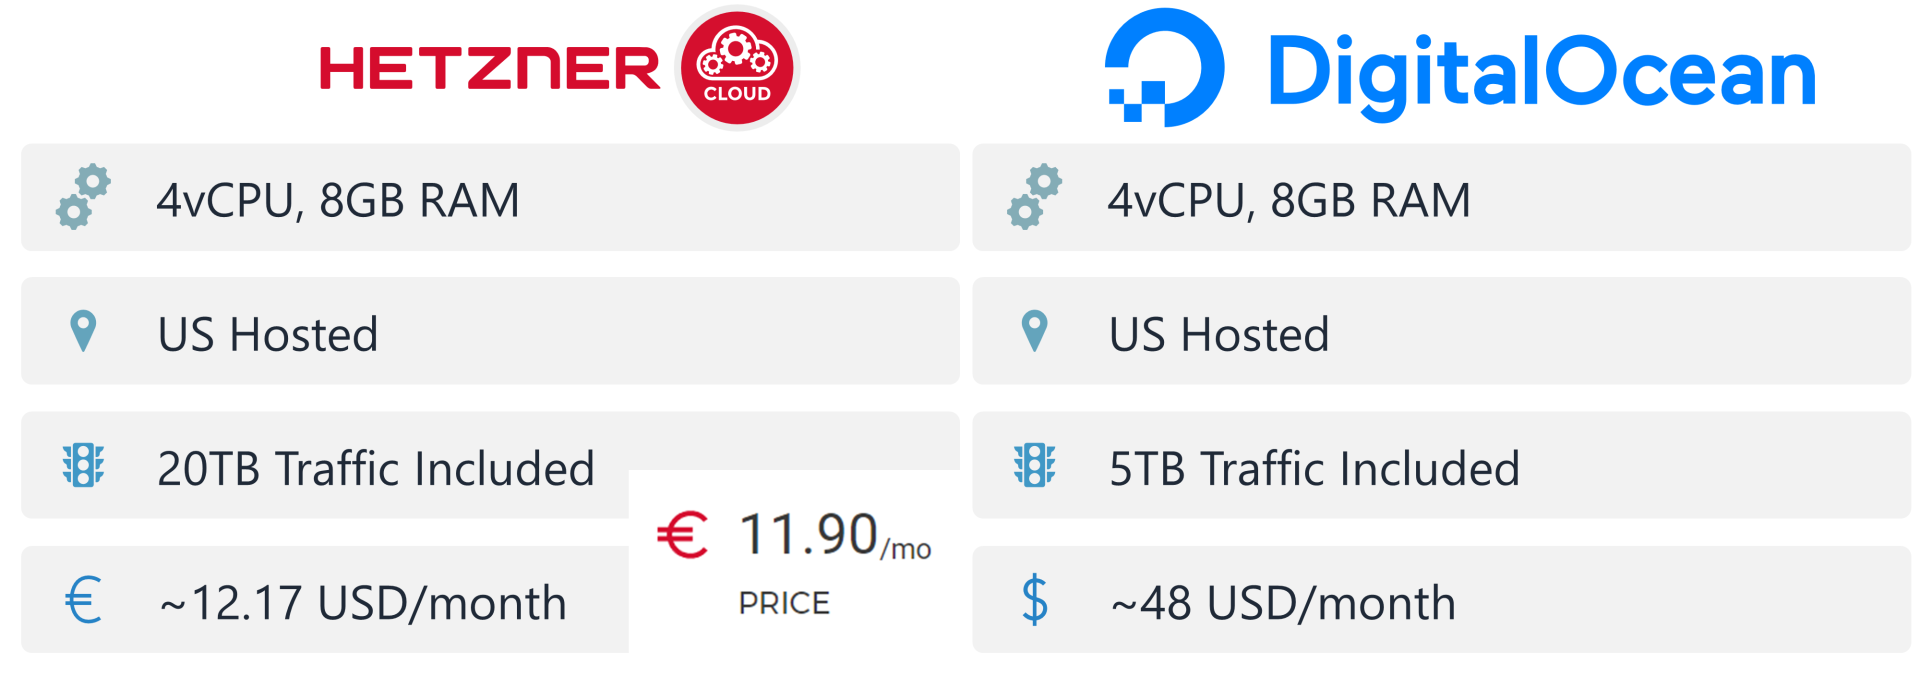 HETZNER
CLOUD
4vCPU, 8GB RAM
US Hosted
20TB Traffic Included
€ ~12.17 USD/month
€ 11.90/mo
PRICE
DigitalOcean
4vCPU, 8GB RAM
US Hosted
5TB Traffic Included
$ ~48 USD/month